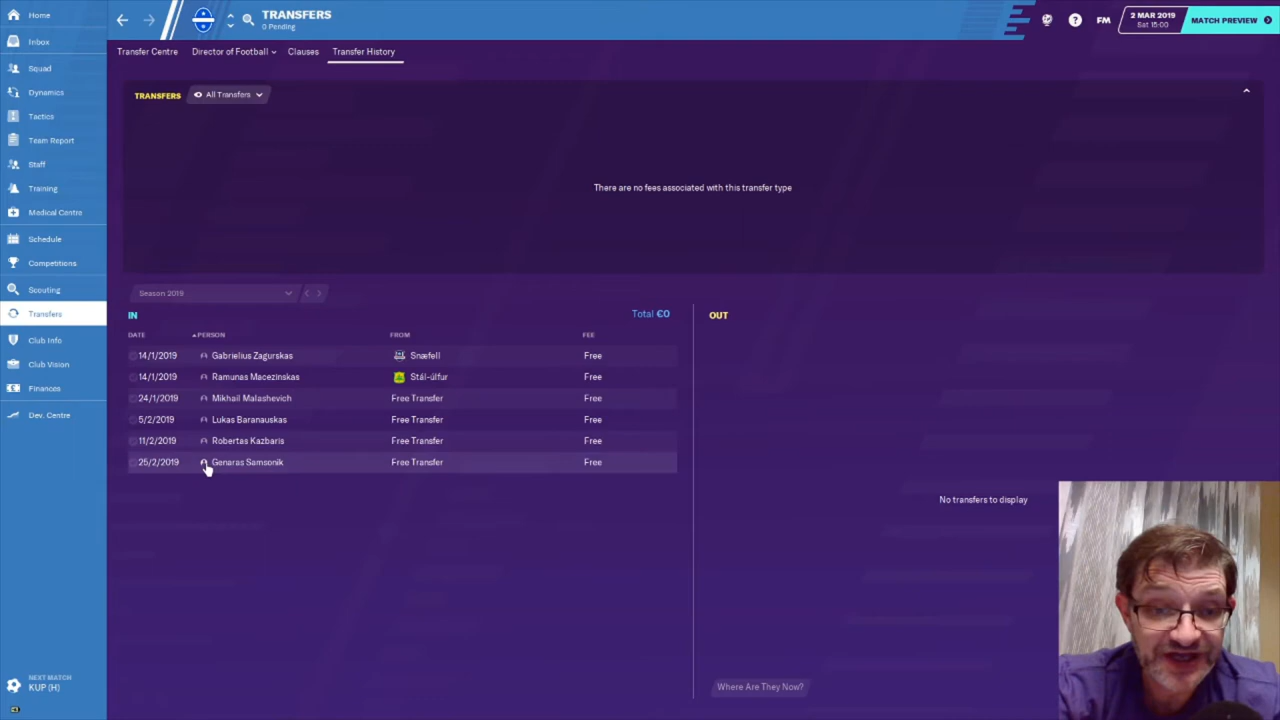 Home
Inbox
Squad
Dynamics
Tactics
Team Report
Staff
Training
Medical Centre
Schedule
Competitions
Scouting
Transfers
Club Info
Club Vision
Finances
Dev. Centre
NEXT MATCH
KUP (H)
TRANSFERS
0 Pending
FM
2 MAR 2019
Sat 15:00
MATCH PREVIEW
Transfer Centre Director of Football Clauses Transfer History
TRANSFERS All Transfers
There are no fees associated with this transfer type
Season 2019
IN Total €0
DATE PERSON FROM FEE
14/1/2019 Gabrielius Zagurskas Snæfell Free
14/1/2019 Ramunas Macezinskas Stál-úlfur Free
24/1/2019 Mikhail Malashevich Free Transfer Free
5/2/2019 Lukas Baranauskas Free Transfer Free
11/2/2019 Robertas Kazbaris Free Transfer Free
25/2/2019 Genaras Samsonik Free Transfer Free
OUT
No transfers to display
Where Are They Now?